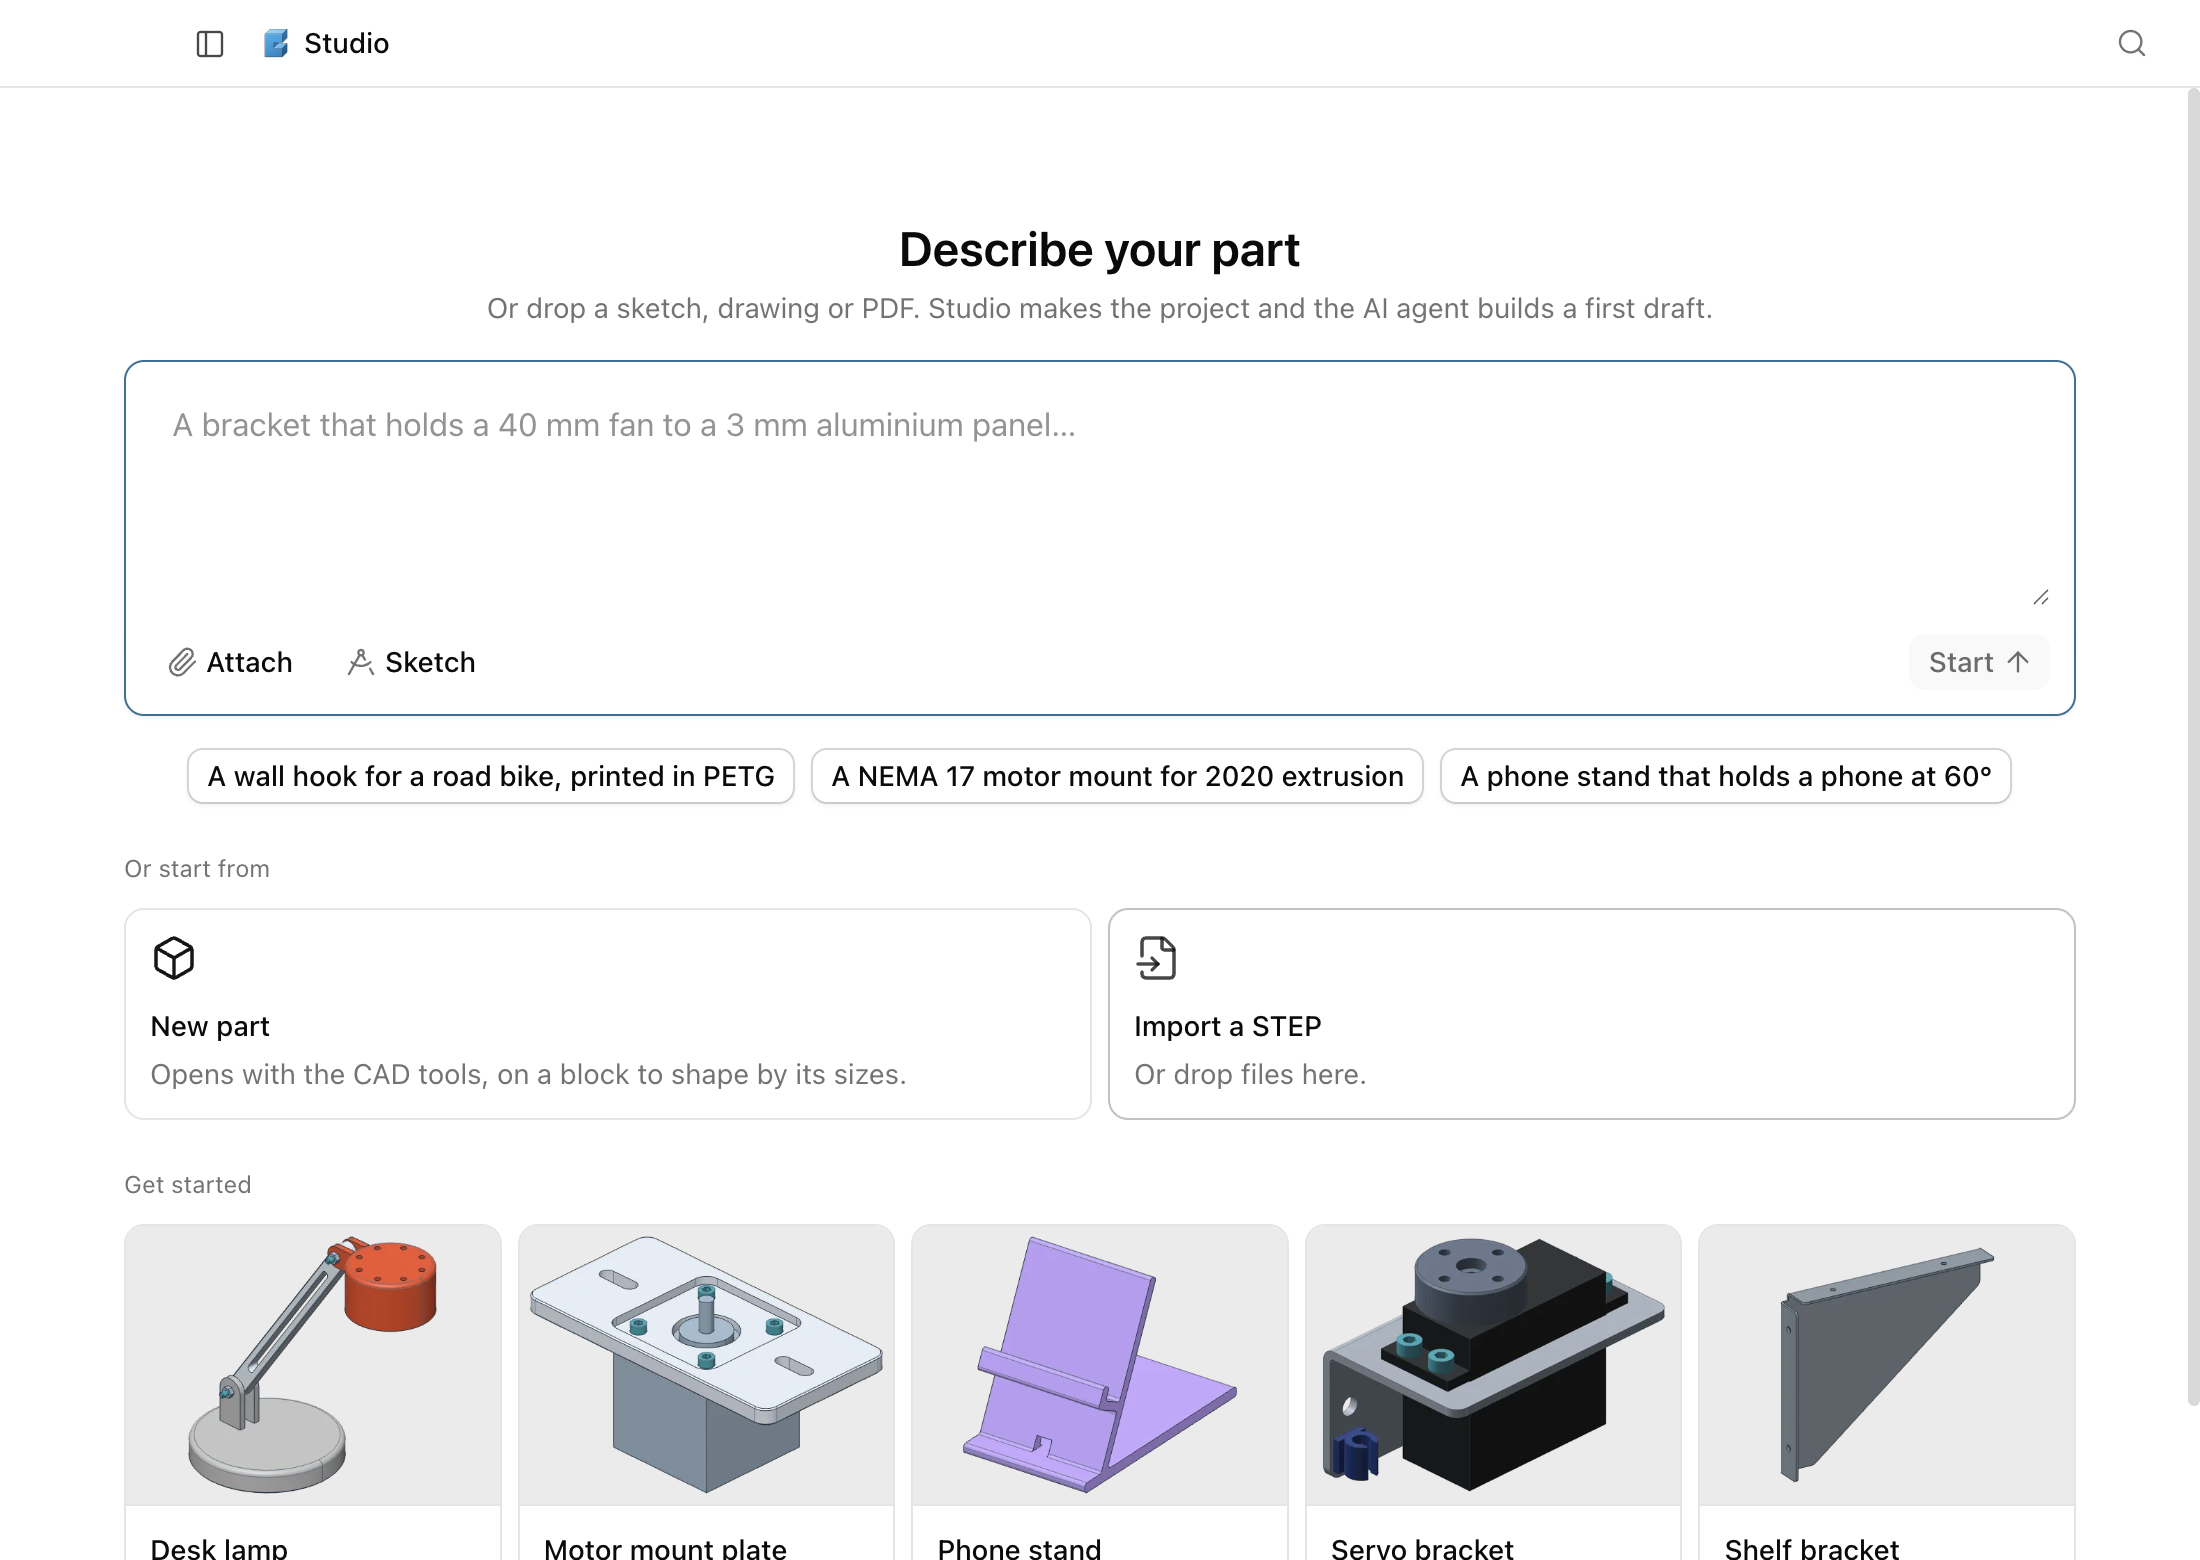 Studio
Describe your part
Or drop a sketch, drawing or PDF. Studio makes the project and the AI agent builds a first draft.
A bracket that holds a 40 mm fan to a 3 mm aluminium panel...
Attach
Sketch
Start
A wall hook for a road bike, printed in PETG
A NEMA 17 motor mount for 2020 extrusion
A phone stand that holds a phone at 60°
Or start from
New part
Opens with the CAD tools, on a block to shape by its sizes.
Import a STEP
Or drop files here.
Get started
Desk lamp
Motor mount plate
Phone stand
Servo bracket
Shelf bracket